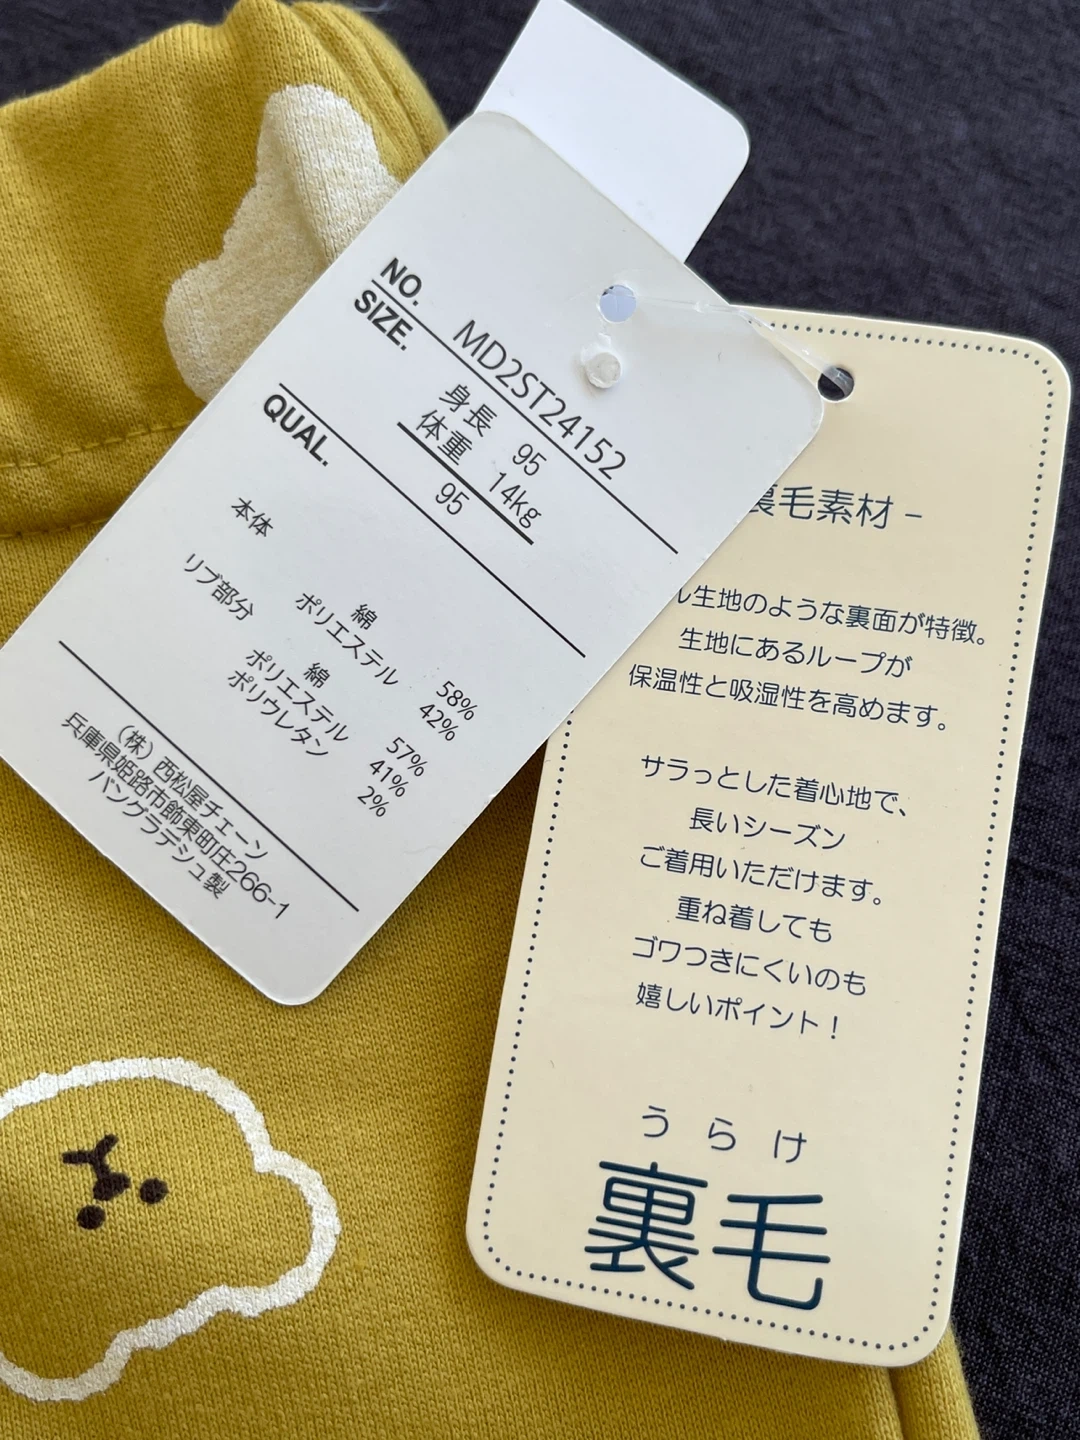 NO. MD2ST24152
SIZE. 身長 95
体重 14kg
95
QUAL.
本体 綿 58%
ポリエステル 42%
リブ部分 綿 57%
ポリエステル 41%
ポリウレタン 2%
(株) 西松屋チェーン
兵庫県姫路市飾東町庄266-1
バングラデシュ製
裏毛素材 –
ル生地のような裏面が特徴。
生地にあるループが
保温性と吸湿性を高めます。
サラっとした着心地で、
長いシーズン
ご着用いただけます。
重ね着しても
ゴワつきにくいのも
嬉しいポイント!
うらけ
裏毛